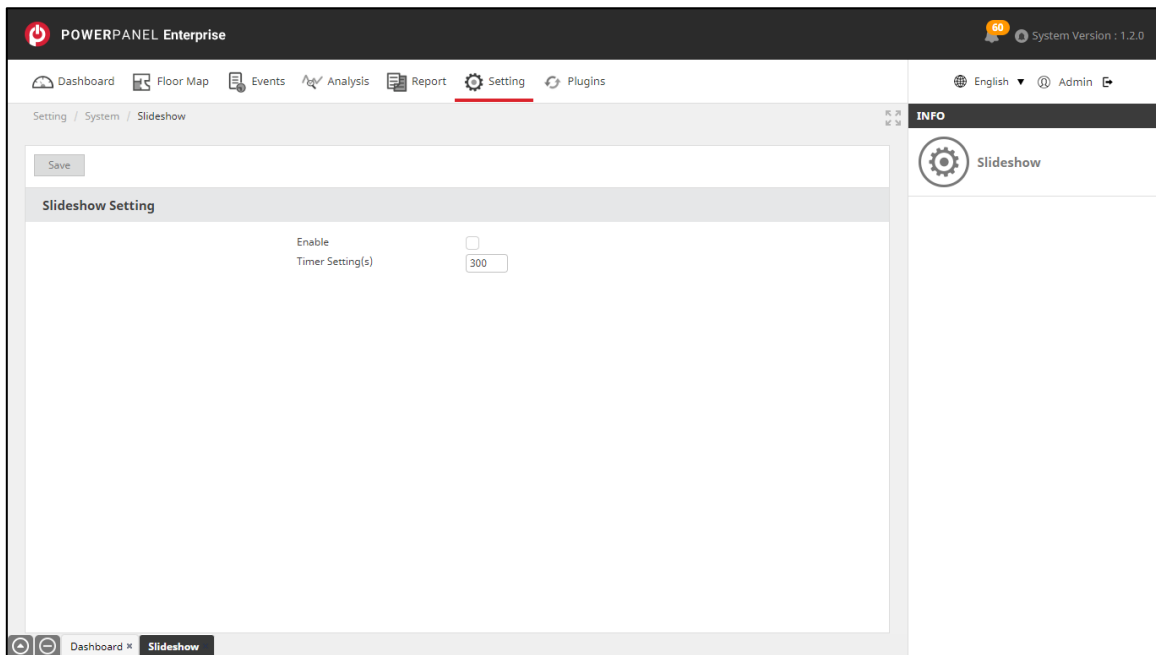 POWERPANEL Enterprise
60
System Version : 1.2.0
Dashboard Floor Map Events Analysis Report Setting Plugins
English ▼ Admin
Setting / System / Slideshow
INFO
Slideshow
Save
Slideshow Setting
Enable
Timer Setting(s) 300
Dashboard × Slideshow